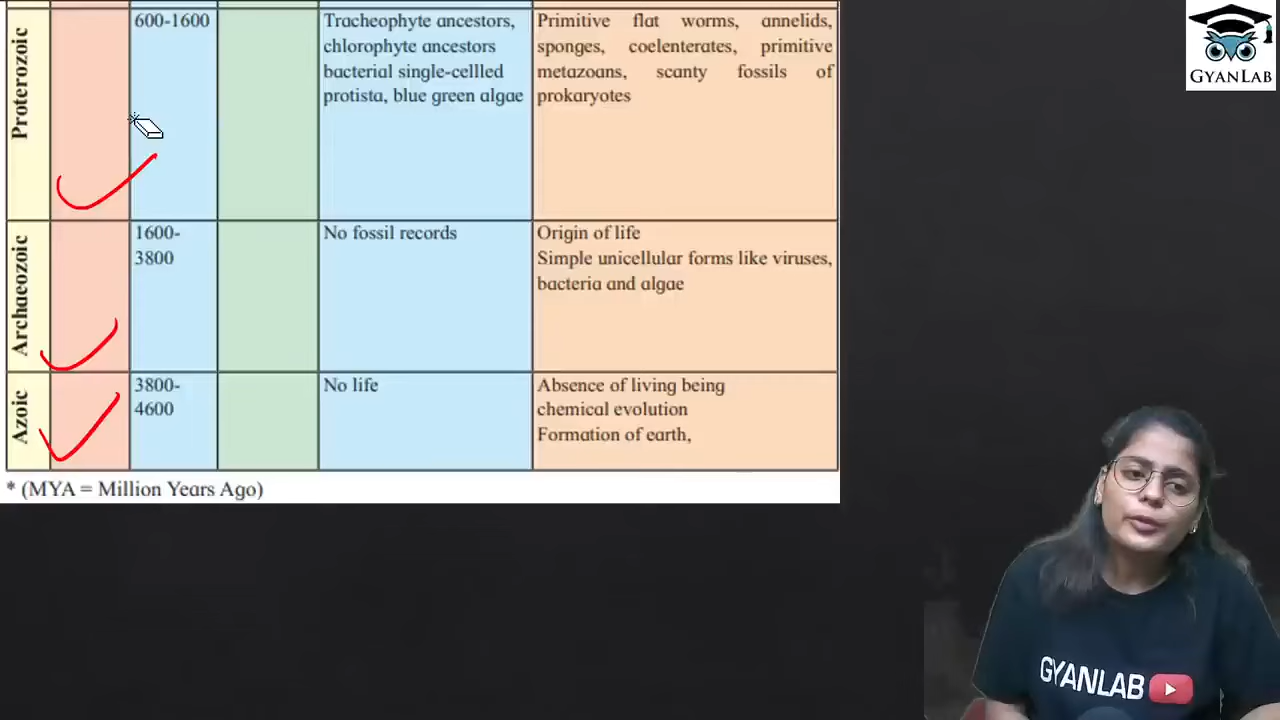 Proterozoic
600-1600
Tracheophyte ancestors,
chlorophyte ancestors
bacterial single-cellled
protista, blue green algae
Primitive flat worms, annelids,
sponges, coelenterates, primitive
metazoans, scanty fossils of
prokaryotes
Archaeozoic
1600-
3800
No fossil records
Origin of life
Simple unicellular forms like viruses,
bacteria and algae
Azoic
3800-
4600
No life
Absence of living being
chemical evolution
Formation of earth,
* (MYA = Million Years Ago)
GYANLAB
GYANLAB